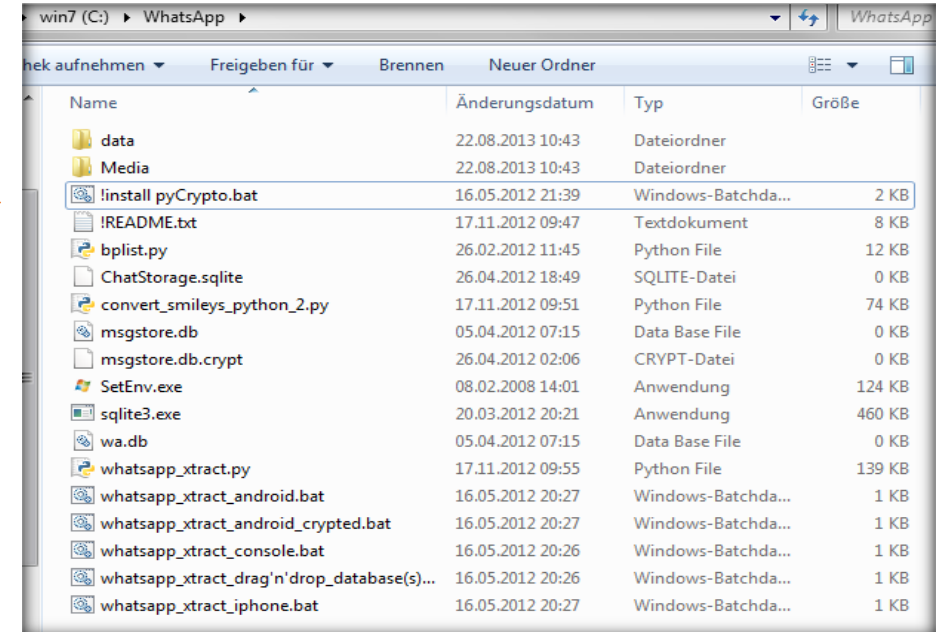 win7 (C:) WhatsApp WhatsApp
hek aufnehmen Freigeben für Brennen Neuer Ordner
Name Änderungsdatum Typ Größe
data 22.08.2013 10:43 Dateiordner
Media 22.08.2013 10:43 Dateiordner
!install pyCrypto.bat 16.05.2012 21:39 Windows-Batchda... 2 KB
!README.txt 17.11.2012 09:47 Textdokument 8 KB
bplist.py 26.02.2012 11:45 Python File 12 KB
ChatStorage.sqlite 26.04.2012 18:49 SQLITE-Datei 0 KB
convert_smileys_python_2.py 17.11.2012 09:51 Python File 74 KB
msgstore.db 05.04.2012 07:15 Data Base File 0 KB
msgstore.db.crypt 26.04.2012 02:06 CRYPT-Datei 0 KB
SetEnv.exe 08.02.2008 14:01 Anwendung 124 KB
sqlite3.exe 20.03.2012 20:21 Anwendung 460 KB
wa.db 05.04.2012 07:15 Data Base File 0 KB
whatsapp_xtract.py 17.11.2012 09:55 Python File 139 KB
whatsapp_xtract_android.bat 16.05.2012 20:27 Windows-Batchda... 1 KB
whatsapp_xtract_android_crypted.bat 16.05.2012 20:27 Windows-Batchda... 1 KB
whatsapp_xtract_console.bat 16.05.2012 20:26 Windows-Batchda... 1 KB
whatsapp_xtract_drag'n'drop_database(s)... 16.05.2012 20:26 Windows-Batchda... 1 KB
whatsapp_xtract_iphone.bat 16.05.2012 20:27 Windows-Batchda... 1 KB